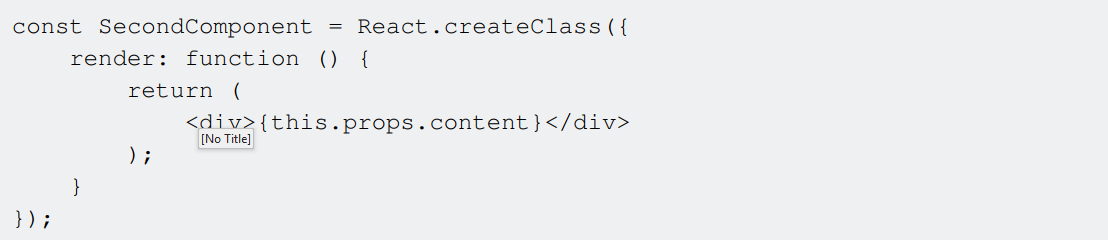 const SecondComponent = React.createClass({
    render: function () {
        return (
            <div>{this.props.content}</div>
[No Title]
        );
    }
});